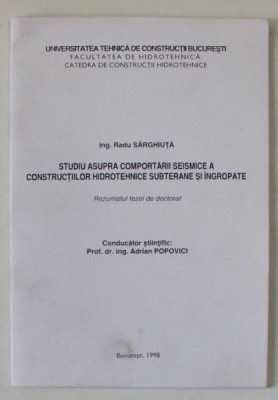 UNIVERSITATEA TEHNICĂ DE CONSTRUCȚII BUCUREȘTI
FACULTATEA DE HIDROTEHNICĂ
CATEDRA DE CONSTRUCȚII HIDROTEHNICE
ing. Radu SÂRGHIUȚĂ
STUDIU ASUPRA COMPORTĂRII SEISMICE A
CONSTRUCȚIILOR HIDROTEHNICE SUBTERANE ȘI ÎNGROPATE
Rezumatul tezei de doctorat
Conducător științific:
Prof. dr. ing. Adrian POPOVICI
București, 1998